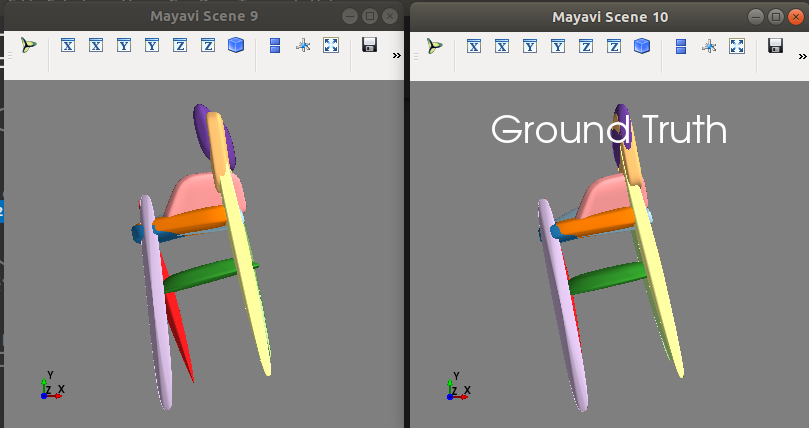 Mayavi Scene 9
Mayavi Scene 10
X X Y Y Z Z »
X X Y Y Z Z »
Ground Truth
Y
Z X
Y
Z X